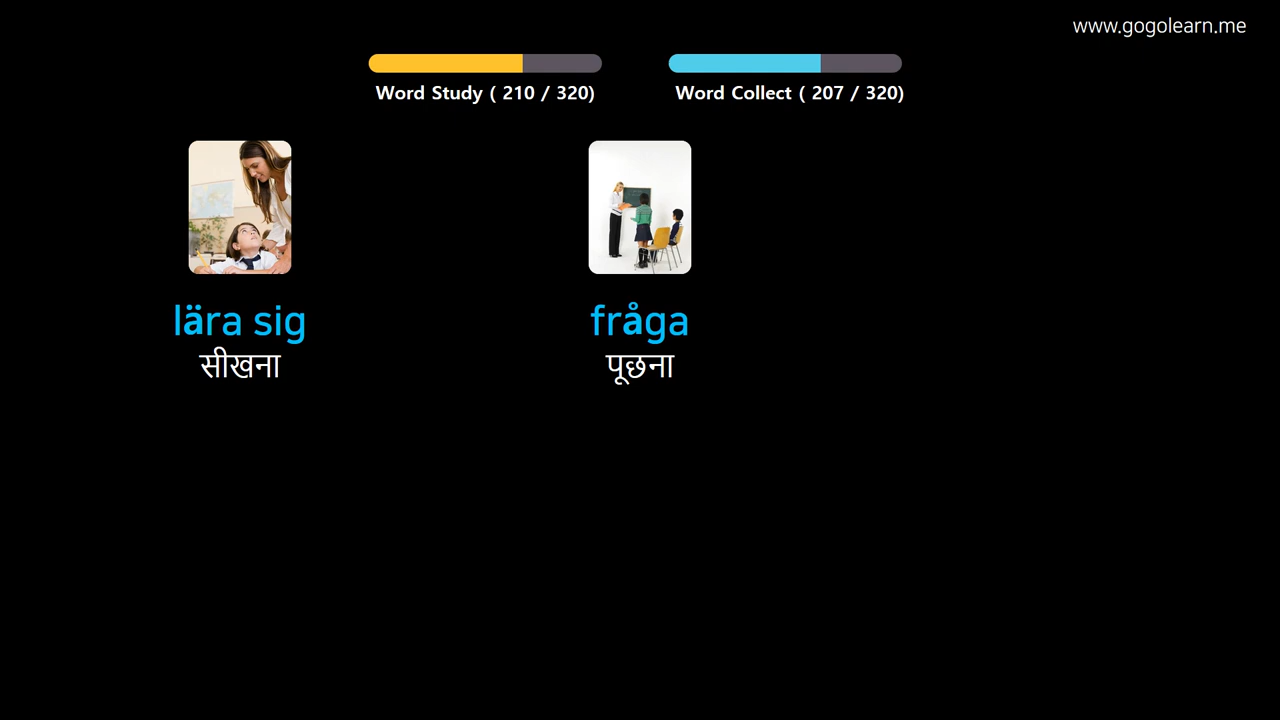 www.gogolearn.me
Word Study ( 210 / 320)
Word Collect ( 207 / 320)
lära sig
fråga
सीखना
पूछना